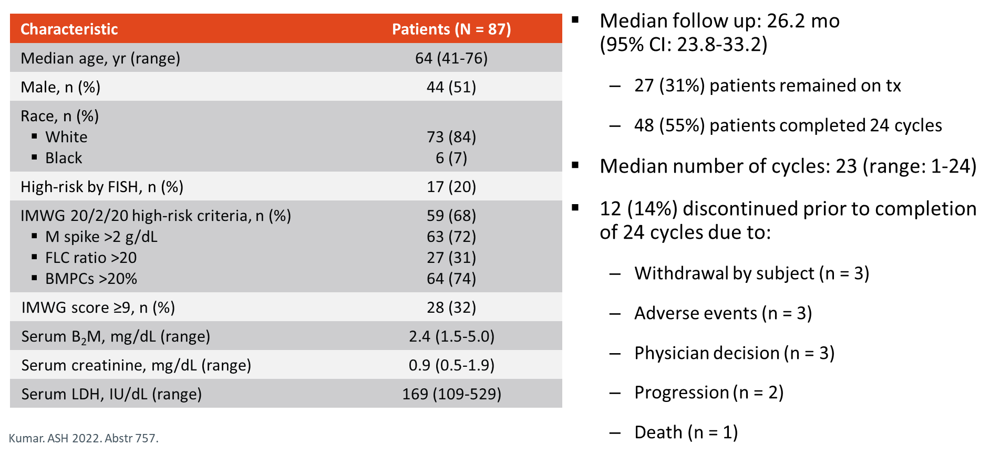 Characteristic Patients (N = 87)
Median age, yr (range) 64 (41-76)
Male, n (%) 44 (51)
Race, n (%)
▪ White 73 (84)
▪ Black 6 (7)
High-risk by FISH, n (%) 17 (20)
IMWG 20/2/20 high-risk criteria, n (%) 59 (68)
▪ M spike >2 g/dL 63 (72)
▪ FLC ratio >20 27 (31)
▪ BMPCs >20% 64 (74)
IMWG score ≥9, n (%) 28 (32)
Serum B₂M, mg/dL (range) 2.4 (1.5-5.0)
Serum creatinine, mg/dL (range) 0.9 (0.5-1.9)
Serum LDH, IU/dL (range) 169 (109-529)
Kumar. ASH 2022. Abstr 757.
▪ Median follow up: 26.2 mo
(95% CI: 23.8-33.2)
– 27 (31%) patients remained on tx
– 48 (55%) patients completed 24 cycles
▪ Median number of cycles: 23 (range: 1-24)
▪ 12 (14%) discontinued prior to completion
of 24 cycles due to:
– Withdrawal by subject (n = 3)
– Adverse events (n = 3)
– Physician decision (n = 3)
– Progression (n = 2)
– Death (n = 1)